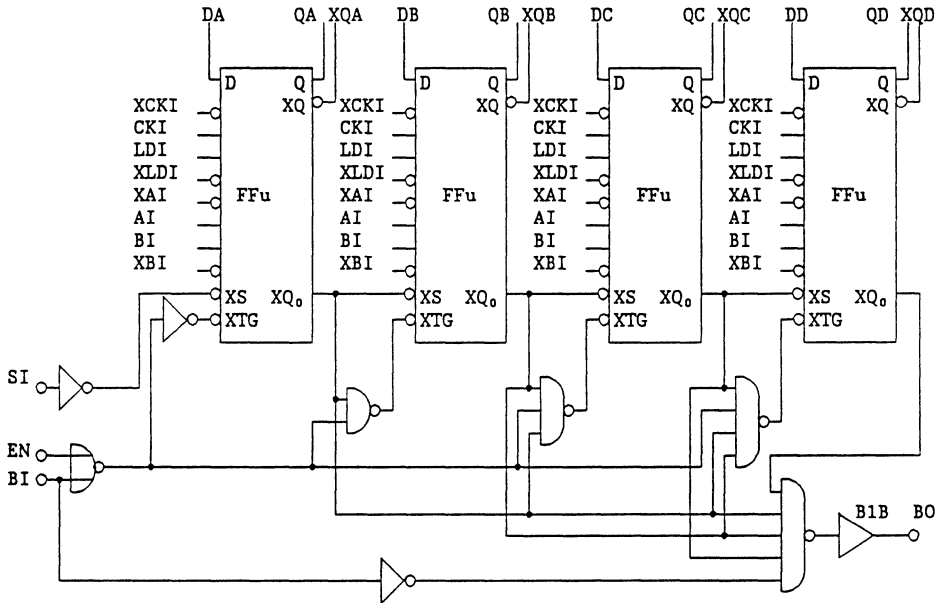 DA QA XQA DB QB XQB DC QC XQC DD QD XQD
D Q D Q D Q D Q
XQ XQ XQ XQ
XCKI XCKI XCKI XCKI
CKI CKI CKI CKI
LDI LDI LDI LDI
XLDI XLDI XLDI XLDI
XAI FFu XAI FFu XAI FFu XAI FFu
AI AI AI AI
BI BI BI BI
XBI XBI XBI XBI
XS XQ₀ XS XQ₀ XS XQ₀ XS XQ₀
XTG XTG XTG XTG
SI
EN
BI
B1B BO